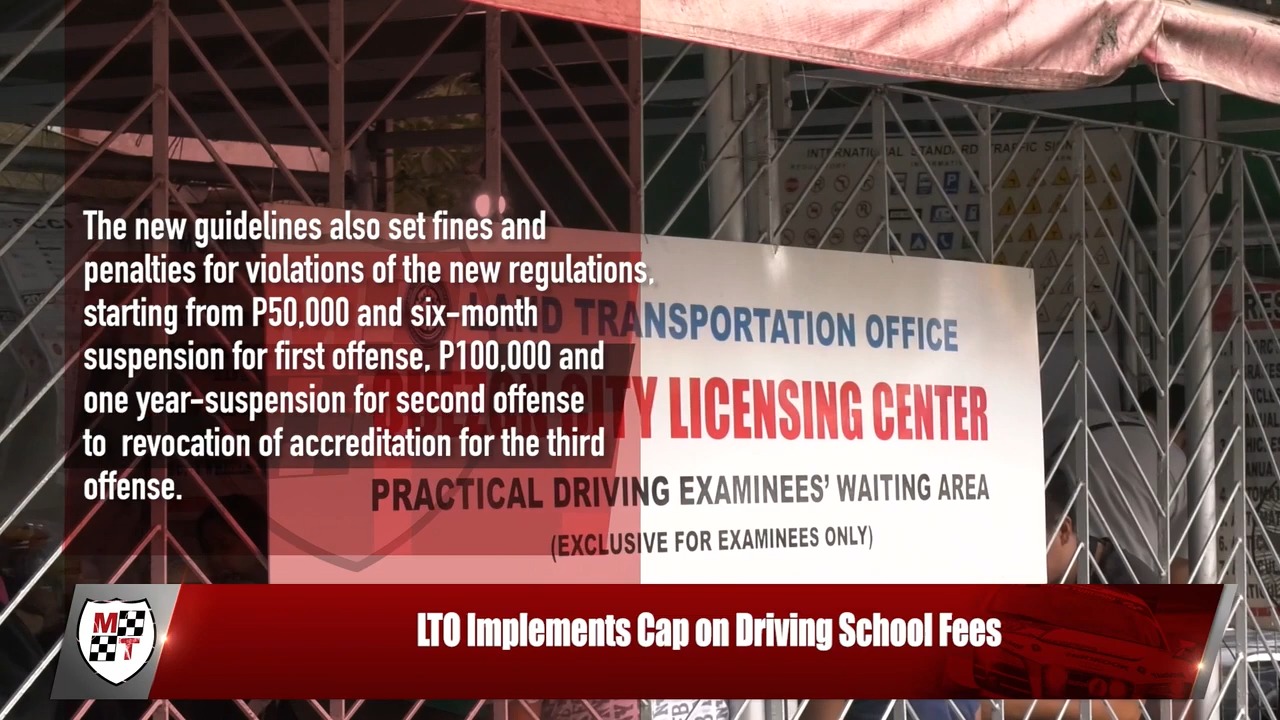 INTERNATIONAL STANDARD TRAFFIC SIGN
The new guidelines also set fines and
penalties for violations of the new regulations,
starting from P50,000 and six-month
suspension for first offense, P100,000 and
one year-suspension for second offense
to  revocation of accreditation for the third
offense.
LAND TRANSPORTATION OFFICE
QUEZON CITY LICENSING CENTER
PRACTICAL DRIVING EXAMINEES' WAITING AREA
(EXCLUSIVE FOR EXAMINEES ONLY)
M
T
LTO Implements Cap on Driving School Fees